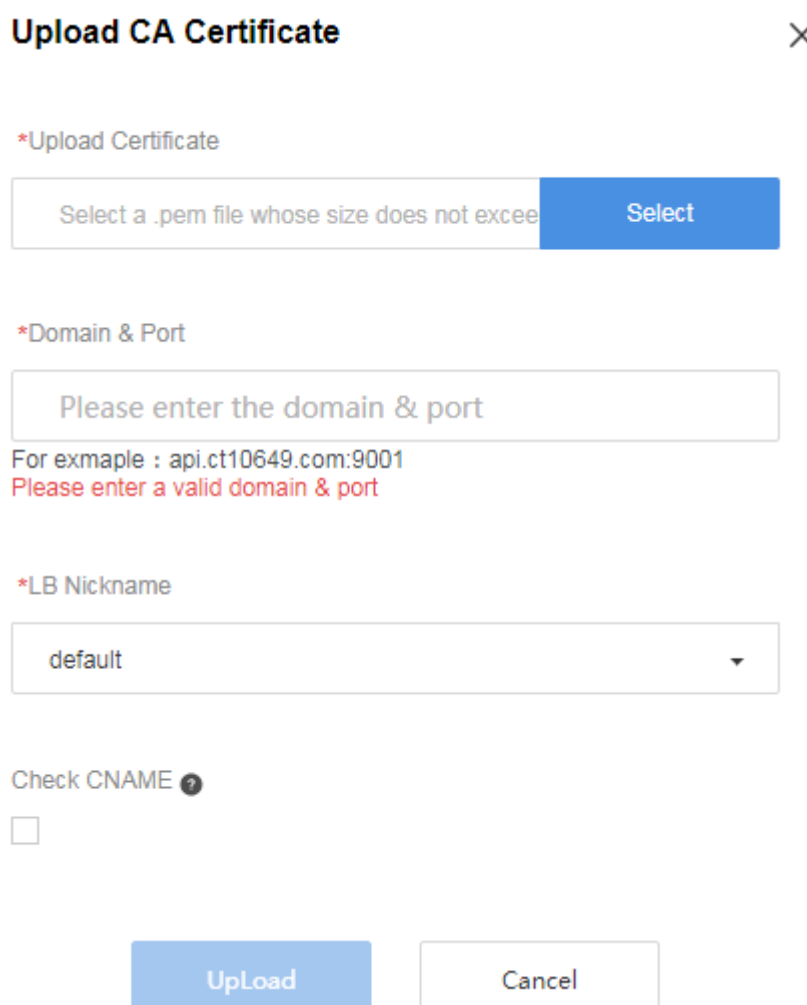 Upload CA Certificate
*Upload Certificate
Select a .pem file whose size does not excee
Select
*Domain & Port
Please enter the domain & port
For exmaple : api.ct10649.com:9001
Please enter a valid domain & port
*LB Nickname
default
Check CNAME ?
UpLoad
Cancel